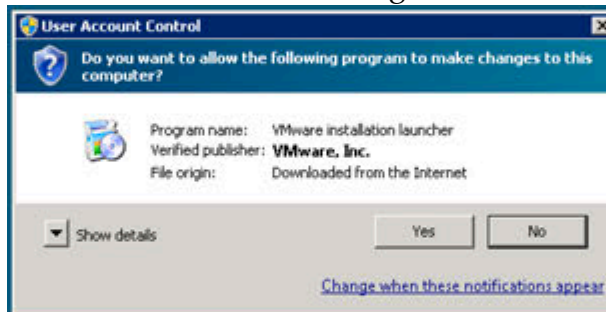 User Account Control
Do you want to allow the following program to make changes to this
computer?
Program name: VMware installation launcher
Verified publisher: VMware, Inc.
File origin: Downloaded from the Internet
Show details
Yes
No
Change when these notifications appear